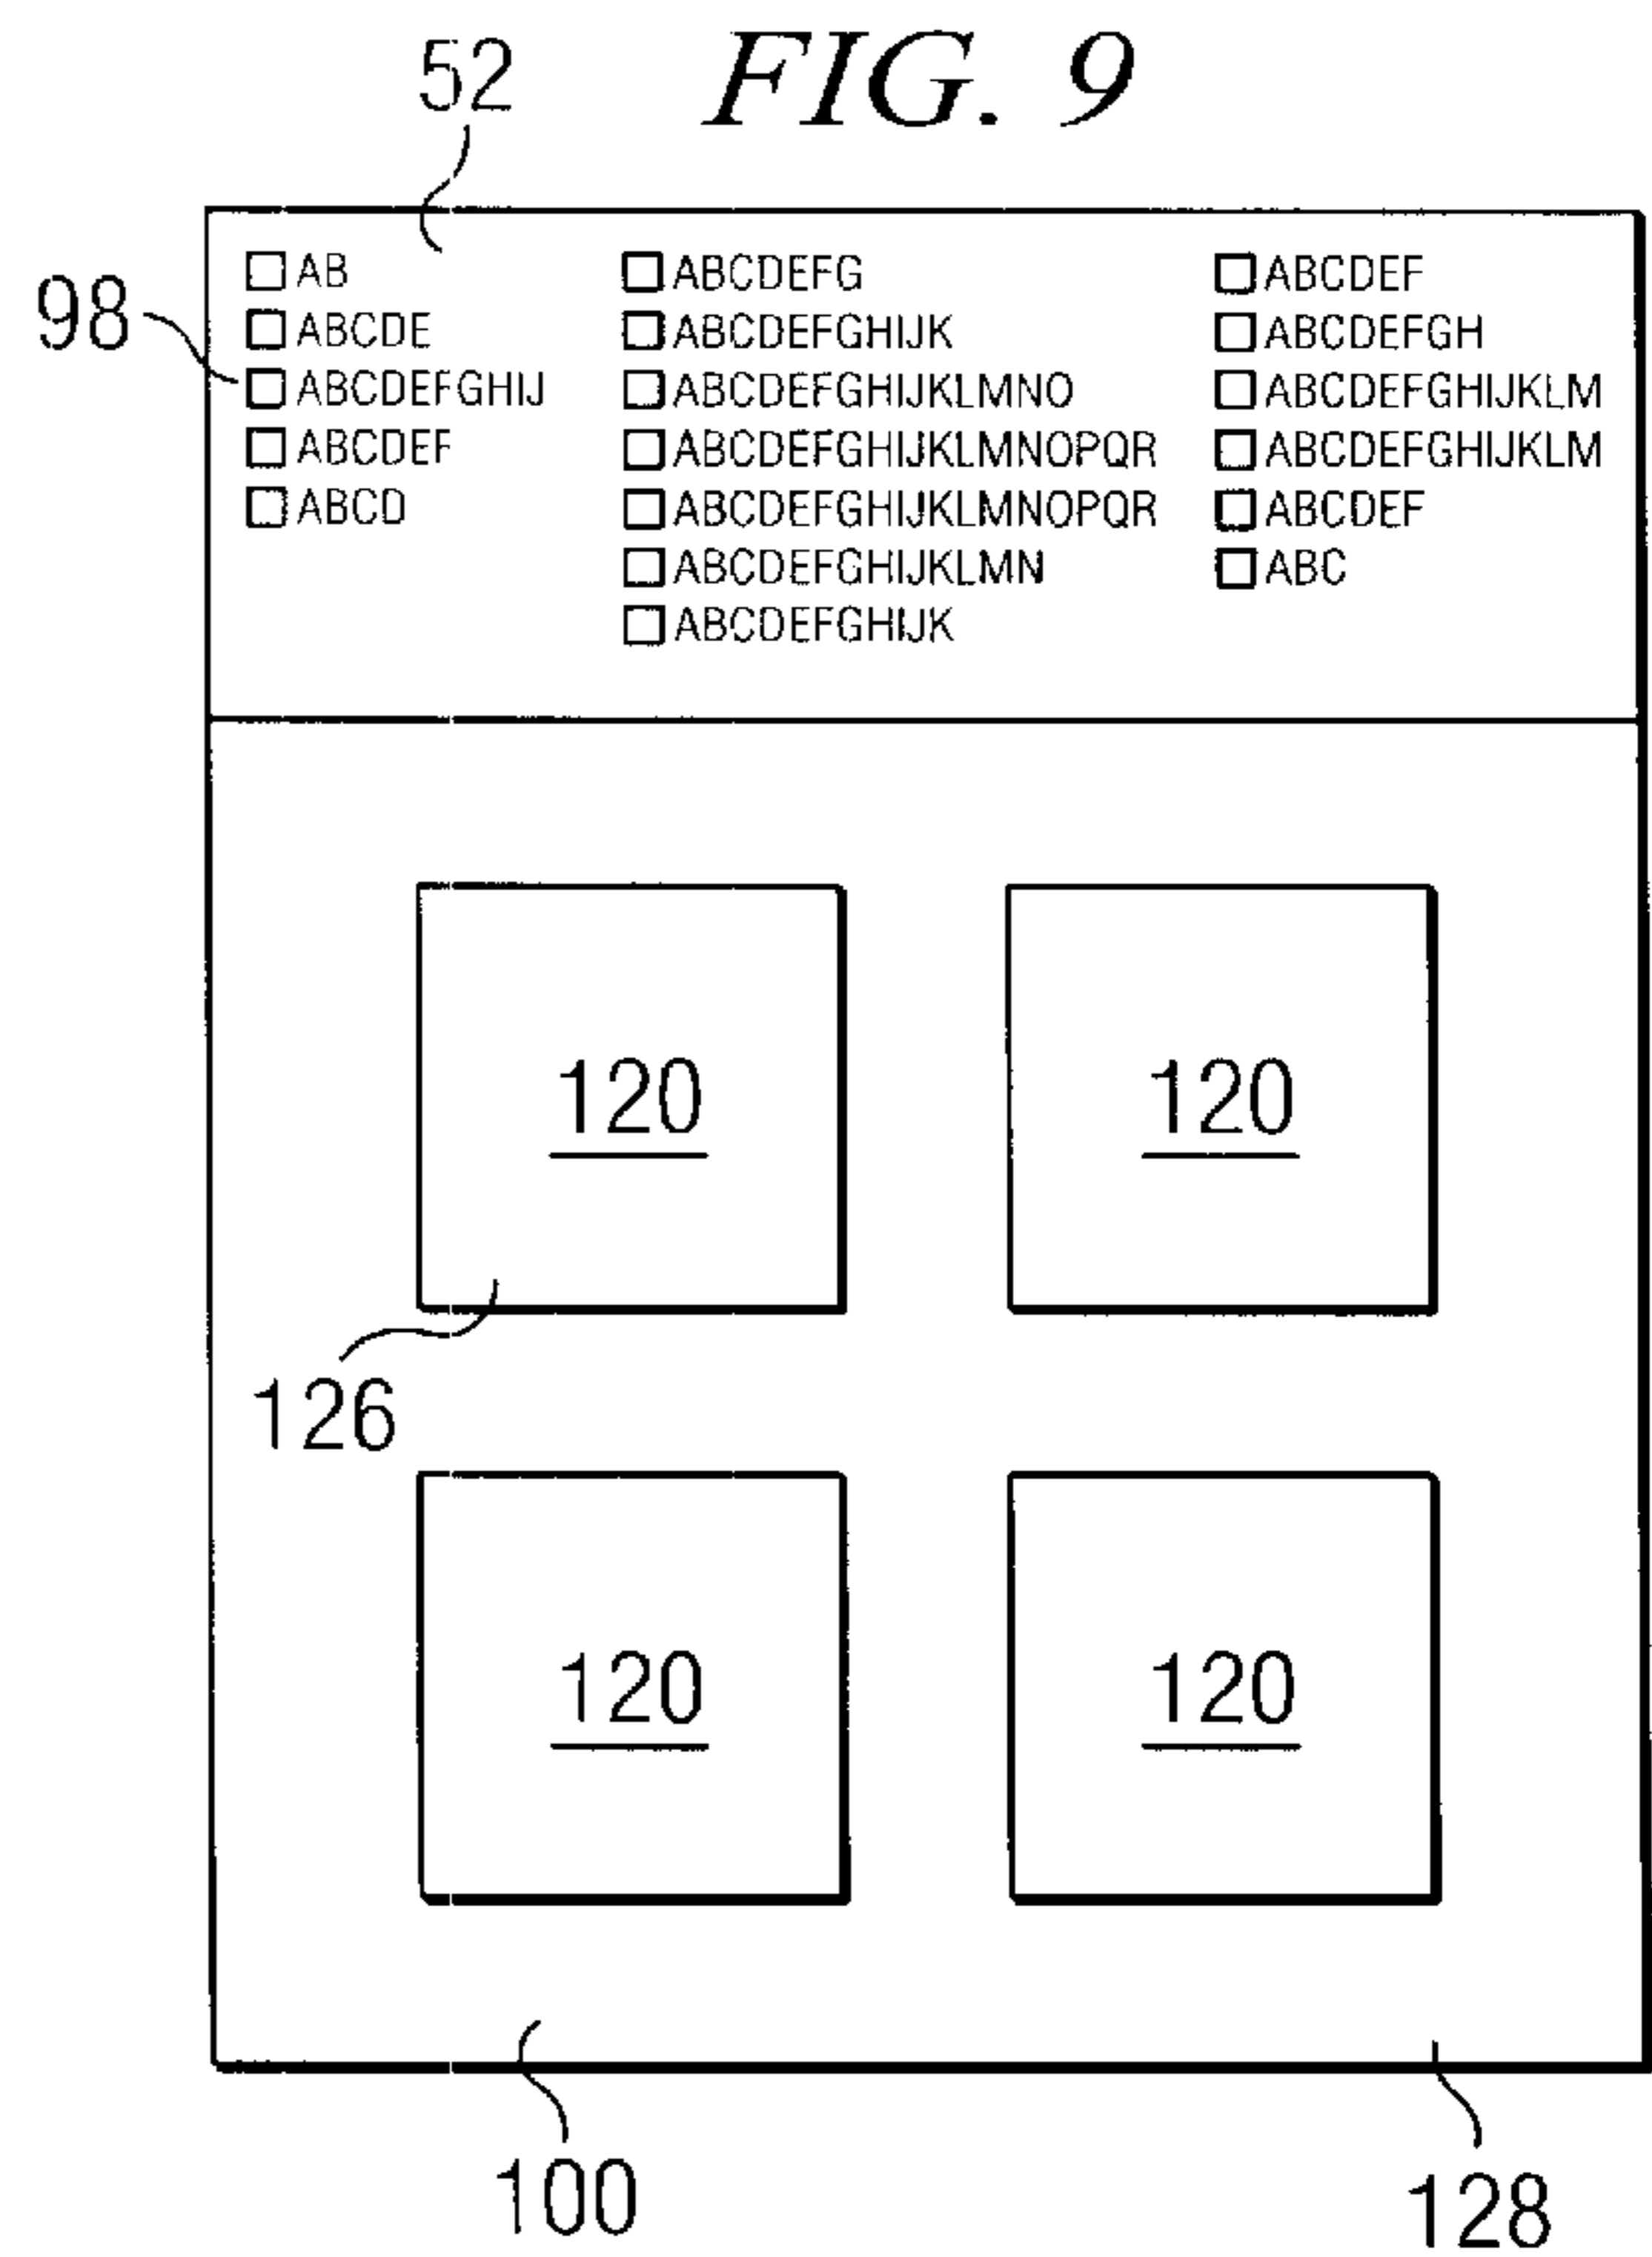 FIG. 9
52
98
AB
ABCDE
ABCDEFGHIJ
ABCDEF
ABCD
ABCDEFG
ABCDEFGHIJK
ABCDEFGHIJKLMNO
ABCDEFGHIJKLMNOPQR
ABCDEFGHIJKLMNOPQR
ABCDEFGHIJKLMN
ABCDEFGHIJK
ABCDEF
ABCDEFGH
ABCDEFGHIJKLM
ABCDEFGHIJKLM
ABCDEF
ABC
120
120
126
120
120
100
128